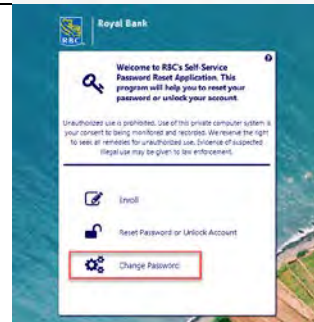 RBC
Royal Bank
Welcome to RBC's Self-Service
Password Reset Application. This
program will help you to reset your
password or unlock your account.
Unauthorized use is prohibited. Use of this private computer system is
your consent to being monitored and recorded. We reserve the right
to seek all remedies for unauthorized use. Evidence of suspected
illegal use may be given to law enforcement.
Enroll
Reset Password or Unlock Account
Change Password